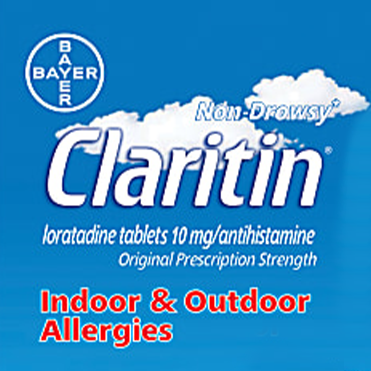 BAYER
BAYER
Non-Drowsy*
Claritin®
loratadine tablets 10 mg/antihistamine
Original Prescription Strength
Indoor & Outdoor
Allergies